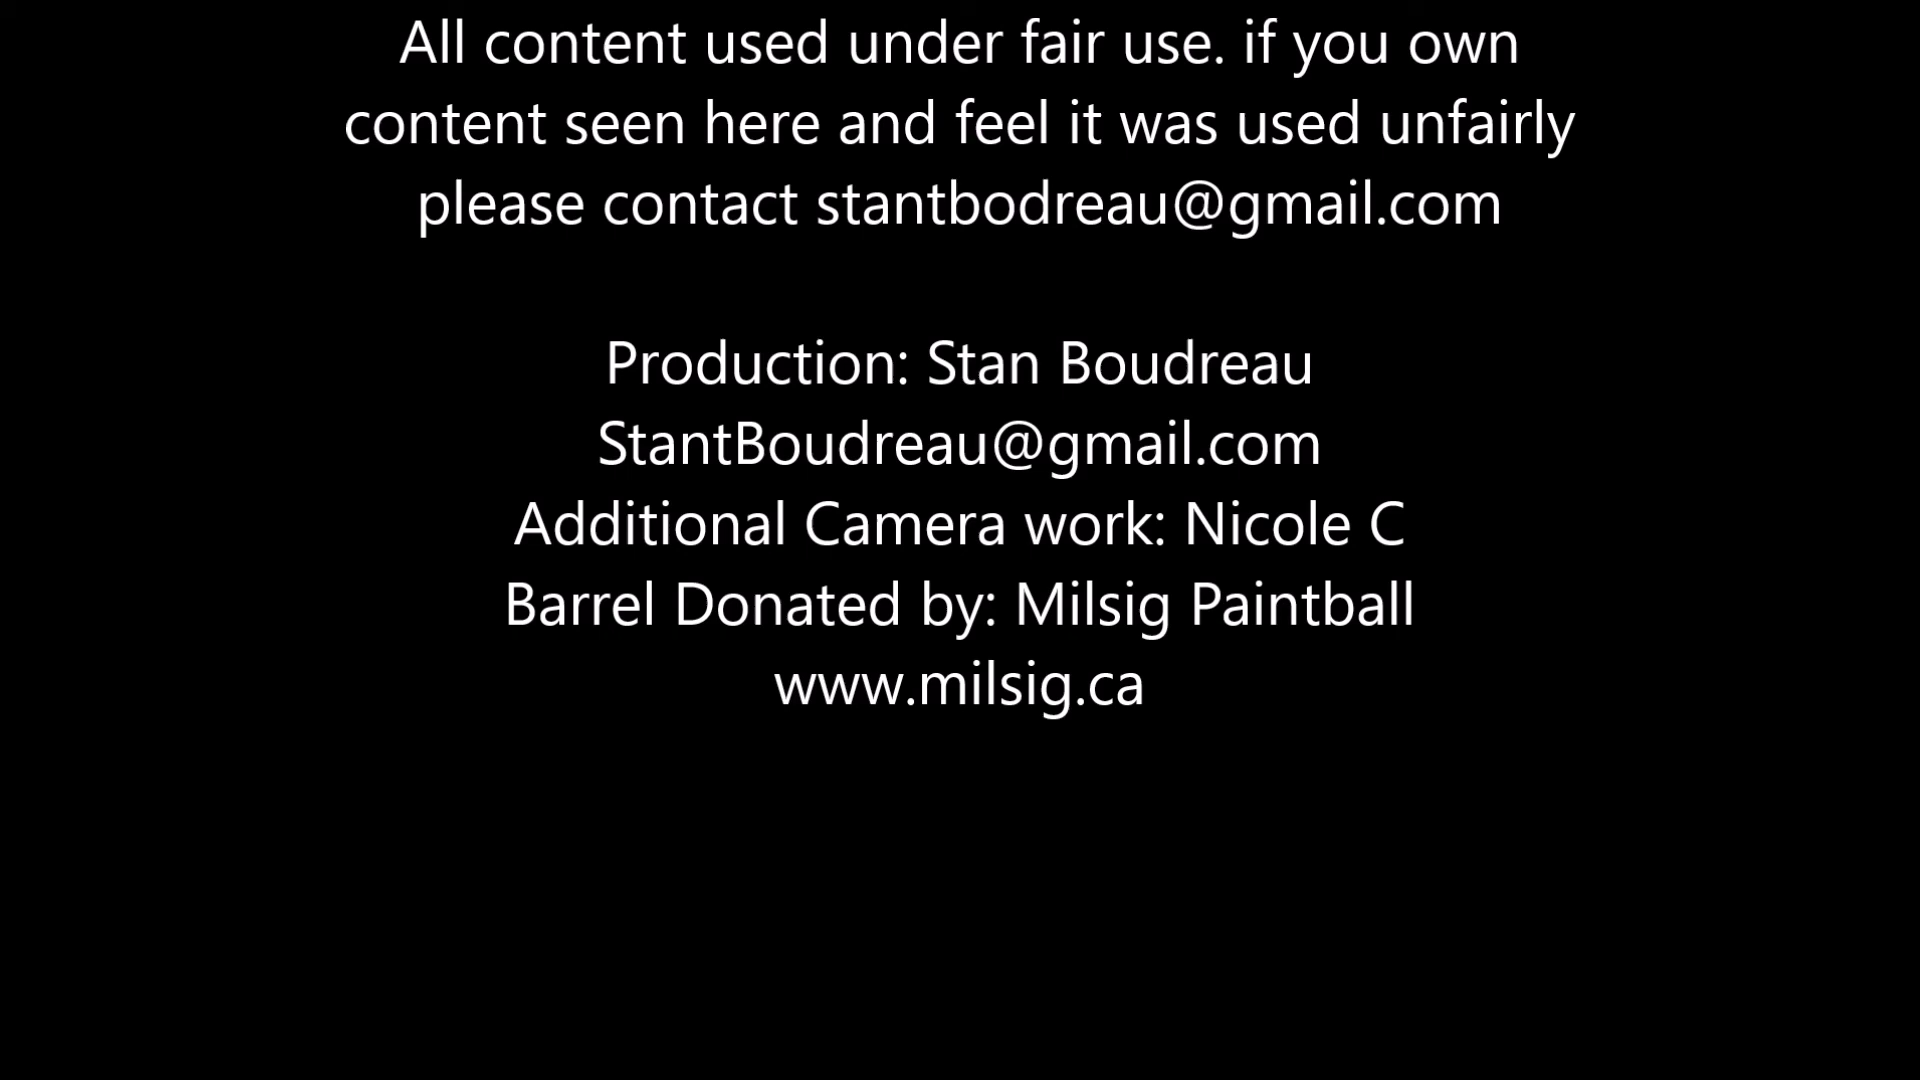 All content used under fair use. if you own
content seen here and feel it was used unfairly
please contact stantbodreau@gmail.com
Production: Stan Boudreau
StantBoudreau@gmail.com
Additional Camera work: Nicole C
Barrel Donated by: Milsig Paintball
www.milsig.ca